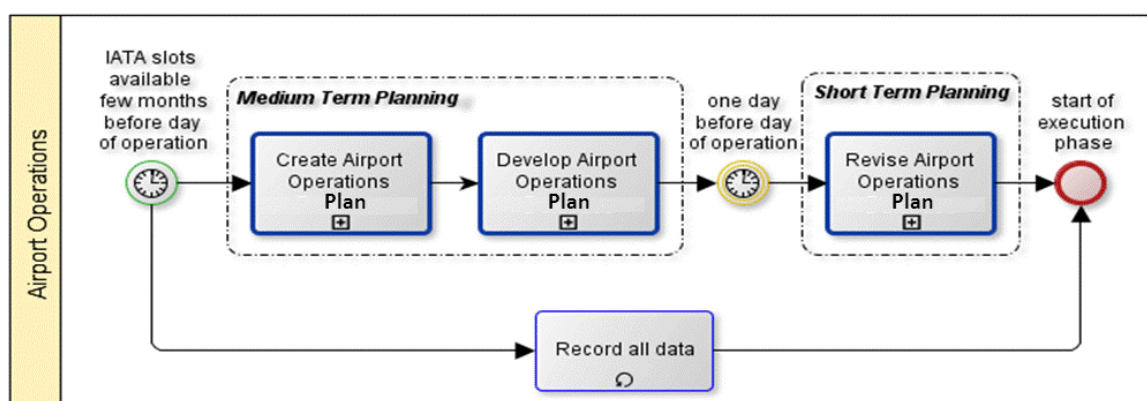 Airport Operations
IATA slots
available
few months
before day
of operation
Medium Term Planning
Create Airport
Operations
Plan
Develop Airport
Operations
Plan
one day
before day
of operation
Short Term Planning
Revise Airport
Operations
Plan
start of
execution
phase
Record all data